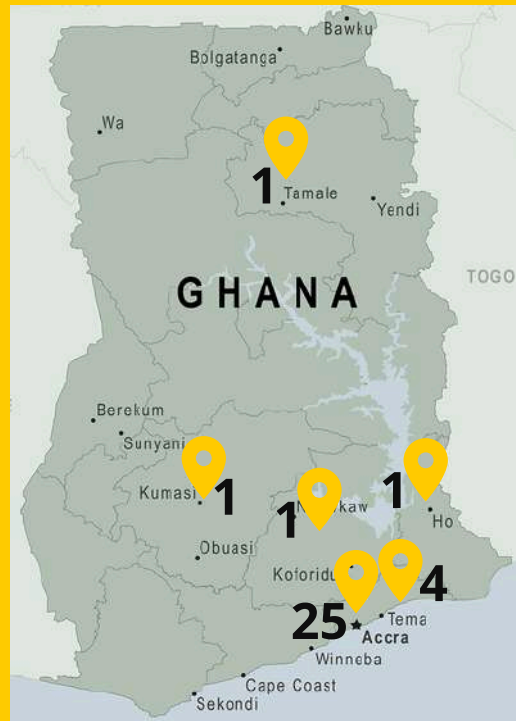 Bawku
Bolgatanga
Wa
1
Tamale
Yendi
GHANA
TOGO
Berekum
Sunyani
Kumasi
1
1
1
Ho
Obuasi
4
25
Tema
Accra
Winneba
Cape Coast
Sekondi